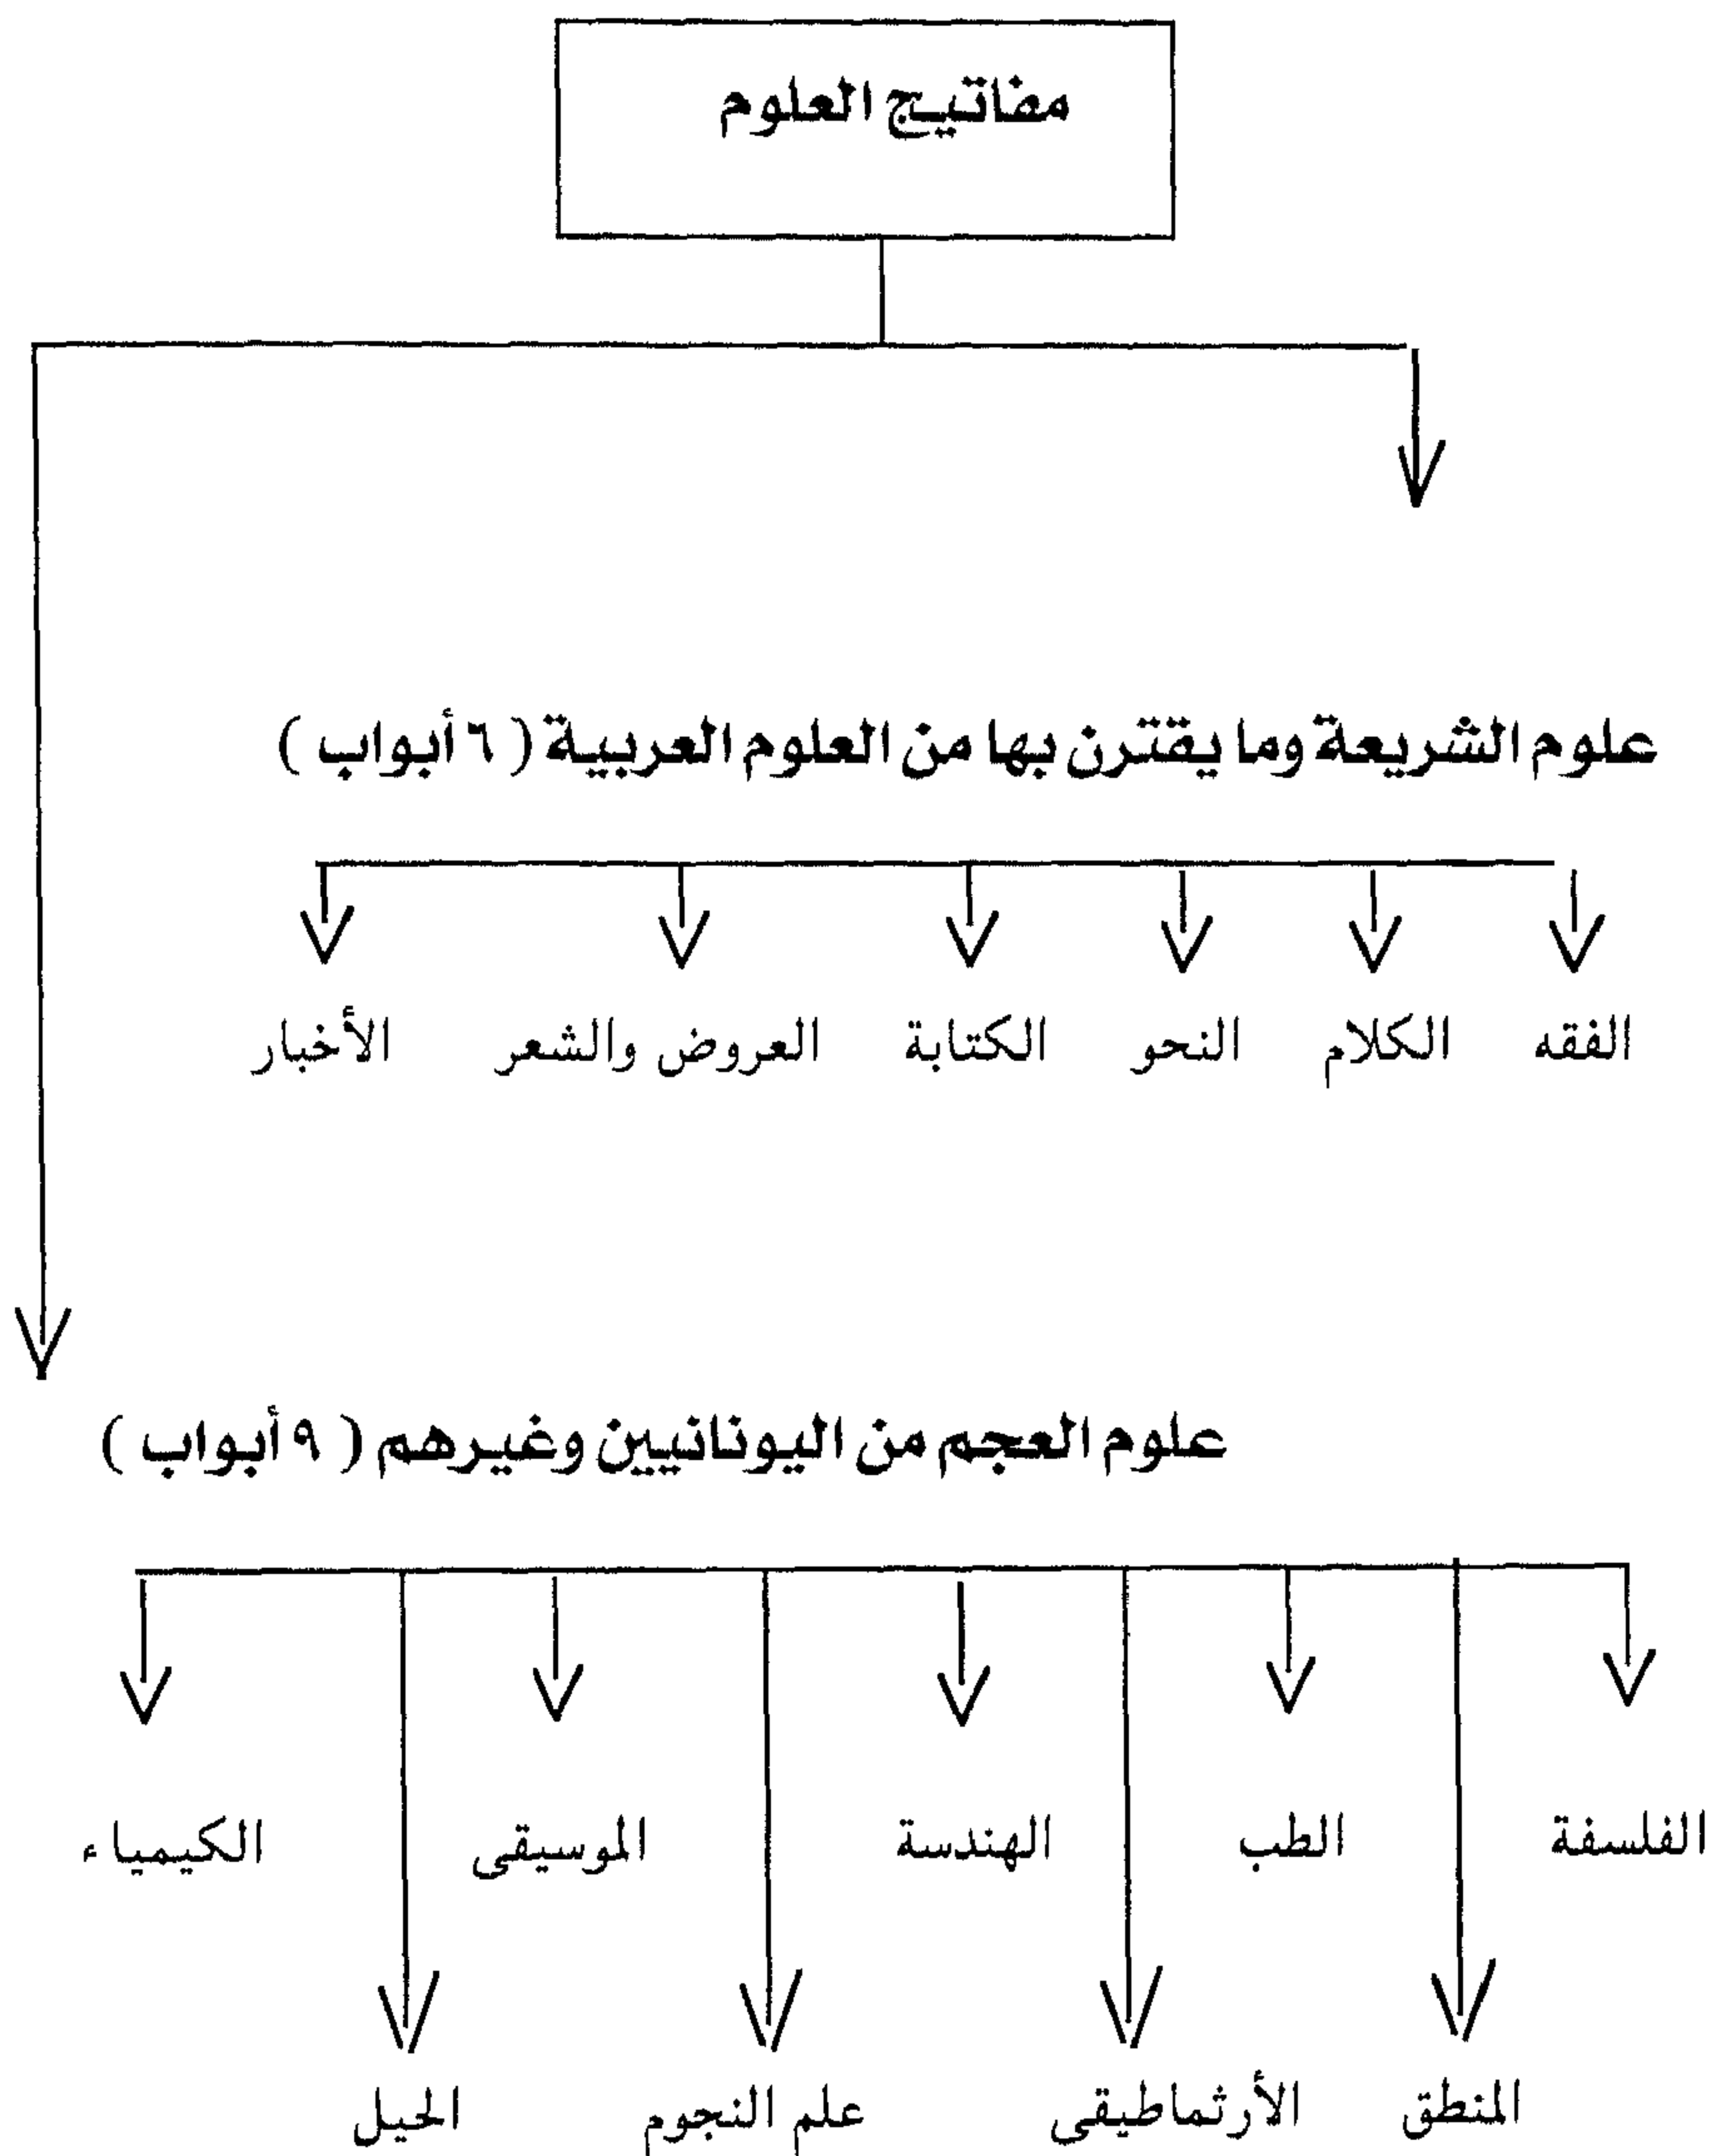 مفاتيج العلوم
علوم الشريعة وما يقترن بها من العلوم العربية ( ٦ أبواب )
الفقه الكلام النحو الكتابة العروض والشعر الأخبار
علوم العجم من اليونانيين وغيرهم ( ٩ أبواب )
الفلسفة الطب الهندسة الموسيقى الكيمياء
المنطق الأرثماطيقى علم النجوم الحيل